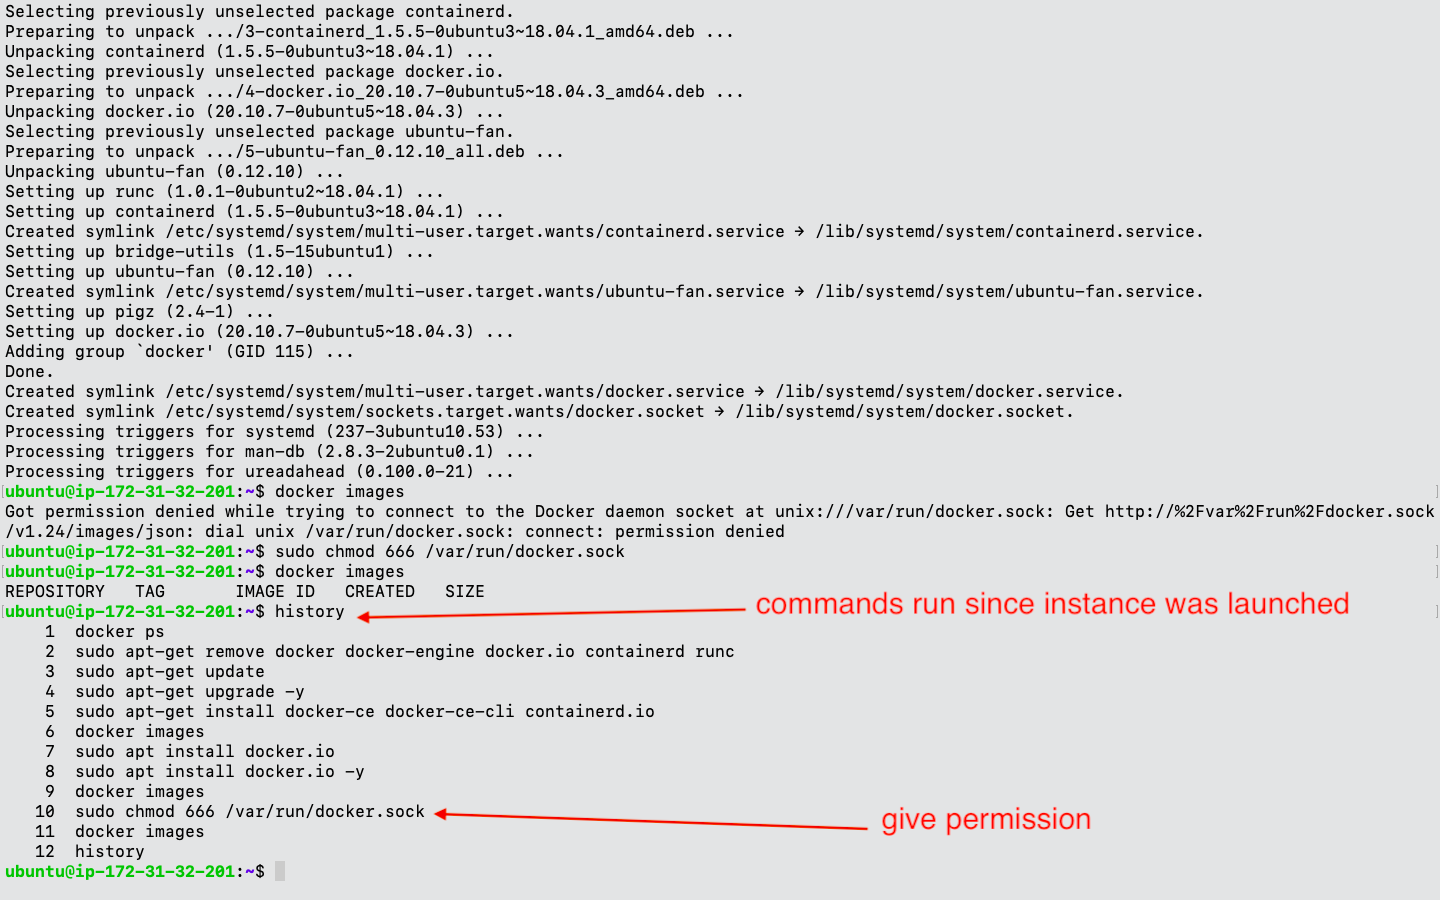 Selecting previously unselected package containerd.
Preparing to unpack .../3-containerd_1.5.5-0ubuntu3~18.04.1_amd64.deb ...
Unpacking containerd (1.5.5-0ubuntu3~18.04.1) ...
Selecting previously unselected package docker.io.
Preparing to unpack .../4-docker.io_20.10.7-0ubuntu5~18.04.3_amd64.deb ...
Unpacking docker.io (20.10.7-0ubuntu5~18.04.3) ...
Selecting previously unselected package ubuntu-fan.
Preparing to unpack .../5-ubuntu-fan_0.12.10_all.deb ...
Unpacking ubuntu-fan (0.12.10) ...
Setting up runc (1.0.1-0ubuntu2~18.04.1) ...
Setting up containerd (1.5.5-0ubuntu3~18.04.1) ...
Created symlink /etc/systemd/system/multi-user.target.wants/containerd.service → /lib/systemd/system/containerd.service.
Setting up bridge-utils (1.5-15ubuntu1) ...
Setting up ubuntu-fan (0.12.10) ...
Created symlink /etc/systemd/system/multi-user.target.wants/ubuntu-fan.service → /lib/systemd/system/ubuntu-fan.service.
Setting up pigz (2.4-1) ...
Setting up docker.io (20.10.7-0ubuntu5~18.04.3) ...
Adding group `docker' (GID 115) ...
Done.
Created symlink /etc/systemd/system/multi-user.target.wants/docker.service → /lib/systemd/system/docker.service.
Created symlink /etc/systemd/system/sockets.target.wants/docker.socket → /lib/systemd/system/docker.socket.
Processing triggers for systemd (237-3ubuntu10.53) ...
Processing triggers for man-db (2.8.3-2ubuntu0.1) ...
Processing triggers for ureadahead (0.100.0-21) ...
ubuntu@ip-172-31-32-201:~$ docker images
Got permission denied while trying to connect to the Docker daemon socket at unix:///var/run/docker.sock: Get http://%2Fvar%2Frun%2Fdocker.sock
/v1.24/images/json: dial unix /var/run/docker.sock: connect: permission denied
ubuntu@ip-172-31-32-201:~$ sudo chmod 666 /var/run/docker.sock
ubuntu@ip-172-31-32-201:~$ docker images
REPOSITORY   TAG       IMAGE ID   CREATED   SIZE
ubuntu@ip-172-31-32-201:~$ history
commands run since instance was launched
1  docker ps
2  sudo apt-get remove docker docker-engine docker.io containerd runc
3  sudo apt-get update
4  sudo apt-get upgrade -y
5  sudo apt-get install docker-ce docker-ce-cli containerd.io
6  docker images
7  sudo apt install docker.io
8  sudo apt install docker.io -y
9  docker images
10  sudo chmod 666 /var/run/docker.sock
give permission
11  docker images
12  history
ubuntu@ip-172-31-32-201:~$